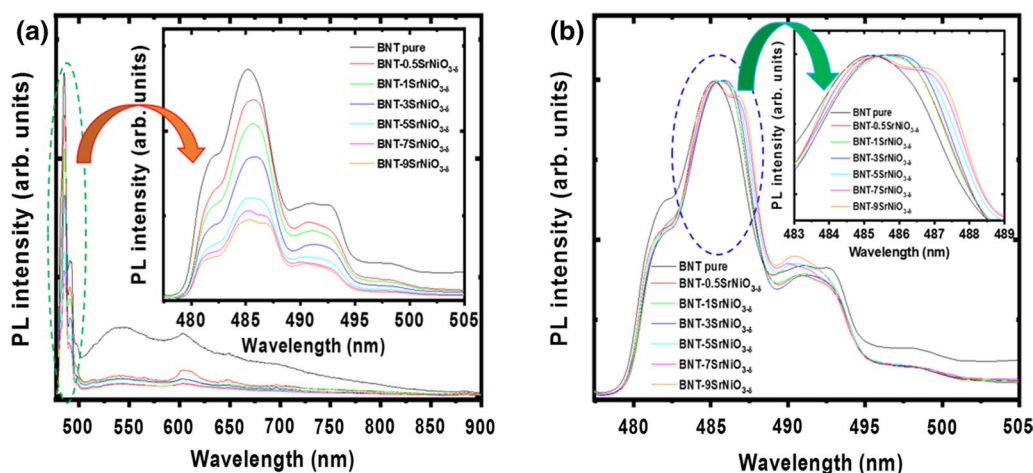 (a)
PL intensity (arb. units)
500 550 600 650 700 750 800 850 900
Wavelength (nm)
PL intensity (arb. units)
BNT pure
BNT-0.5SrNiO₃₋δ
BNT-1SrNiO₃₋δ
BNT-3SrNiO₃₋δ
BNT-5SrNiO₃₋δ
BNT-7SrNiO₃₋δ
BNT-9SrNiO₃₋δ
480 485 490 495 500 505
Wavelength (nm)
(b)
PL intensity (arb. units)
BNT pure
BNT-0.5SrNiO₃₋δ
BNT-1SrNiO₃₋δ
BNT-3SrNiO₃₋δ
BNT-5SrNiO₃₋δ
BNT-7SrNiO₃₋δ
BNT-9SrNiO₃₋δ
480 485 490 495 500 505
Wavelength (nm)
PL intensity (arb. units)
BNT pure
BNT-0.5SrNiO₃₋δ
BNT-1SrNiO₃₋δ
BNT-3SrNiO₃₋δ
BNT-5SrNiO₃₋δ
BNT-7SrNiO₃₋δ
BNT-9SrNiO₃₋δ
483 484 485 486 487 488 489
Wavelength (nm)